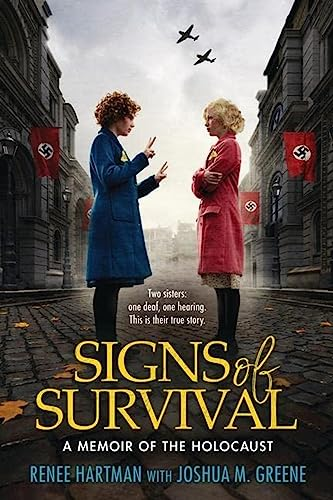 Two sisters:
one deaf, one hearing.
This is their true story.
SIGNS of
SURVIVAL
A MEMOIR OF THE HOLOCAUST
RENEE HARTMAN WITH JOSHUA M. GREENE